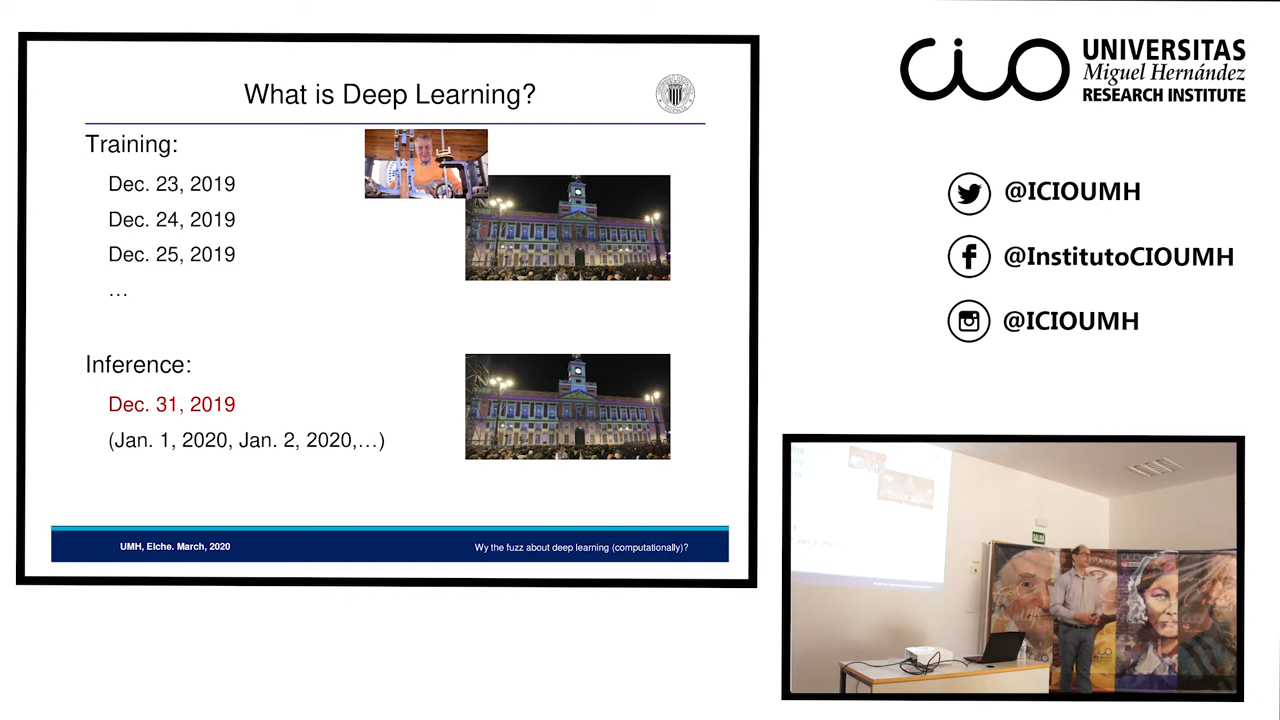 What is Deep Learning?
Training:
Dec. 23, 2019
Dec. 24, 2019
Dec. 25, 2019
…
Inference:
Dec. 31, 2019
(Jan. 1, 2020, Jan. 2, 2020,…)
UMH, Elche. March, 2020
Wy the fuzz about deep learning (computationally)?
cio
UNIVERSITAS
Miguel Hernández
RESEARCH INSTITUTE
@ICIOUMH
@InstitutoCIOUMH
@ICIOUMH